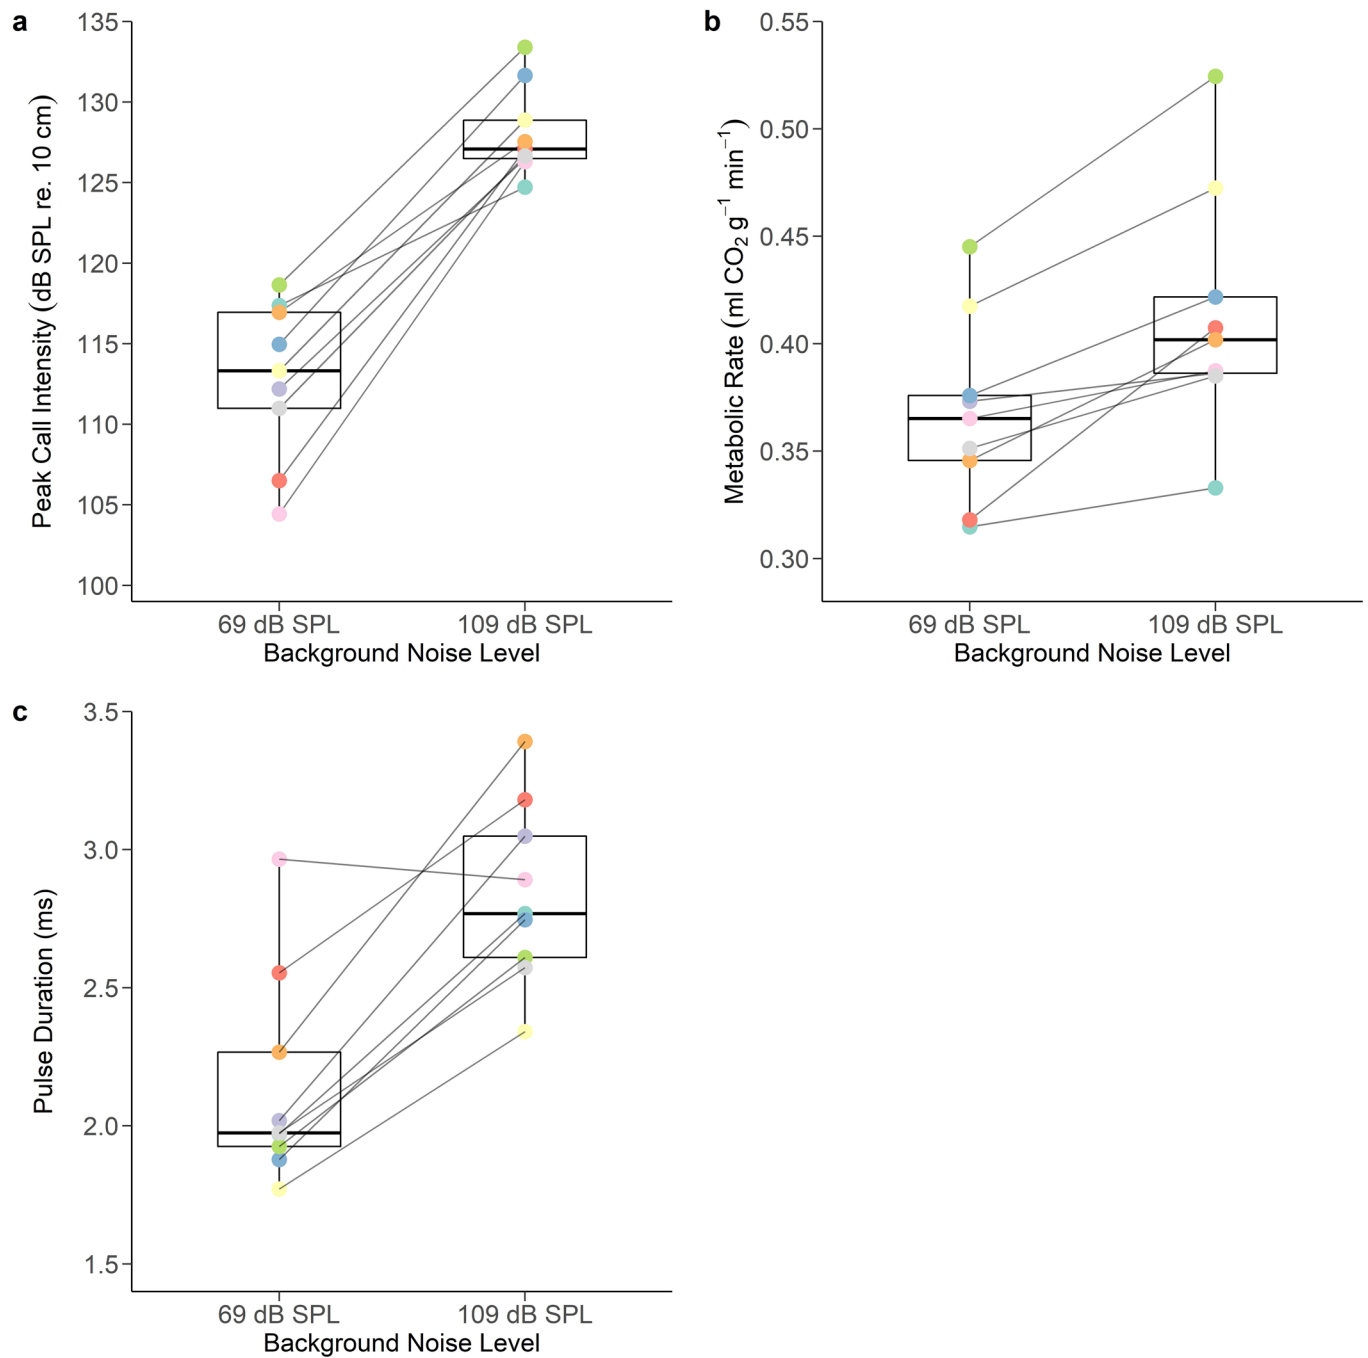 a
135
130
125
120
115
110
105
100
Peak Call Intensity (dB SPL re. 10 cm)
69 dB SPL
109 dB SPL
Background Noise Level
b
0.55
0.50
0.45
0.40
0.35
0.30
Metabolic Rate (ml CO₂ g⁻¹ min⁻¹)
69 dB SPL
109 dB SPL
Background Noise Level
c
3.5
3.0
2.5
2.0
1.5
Pulse Duration (ms)
69 dB SPL
109 dB SPL
Background Noise Level